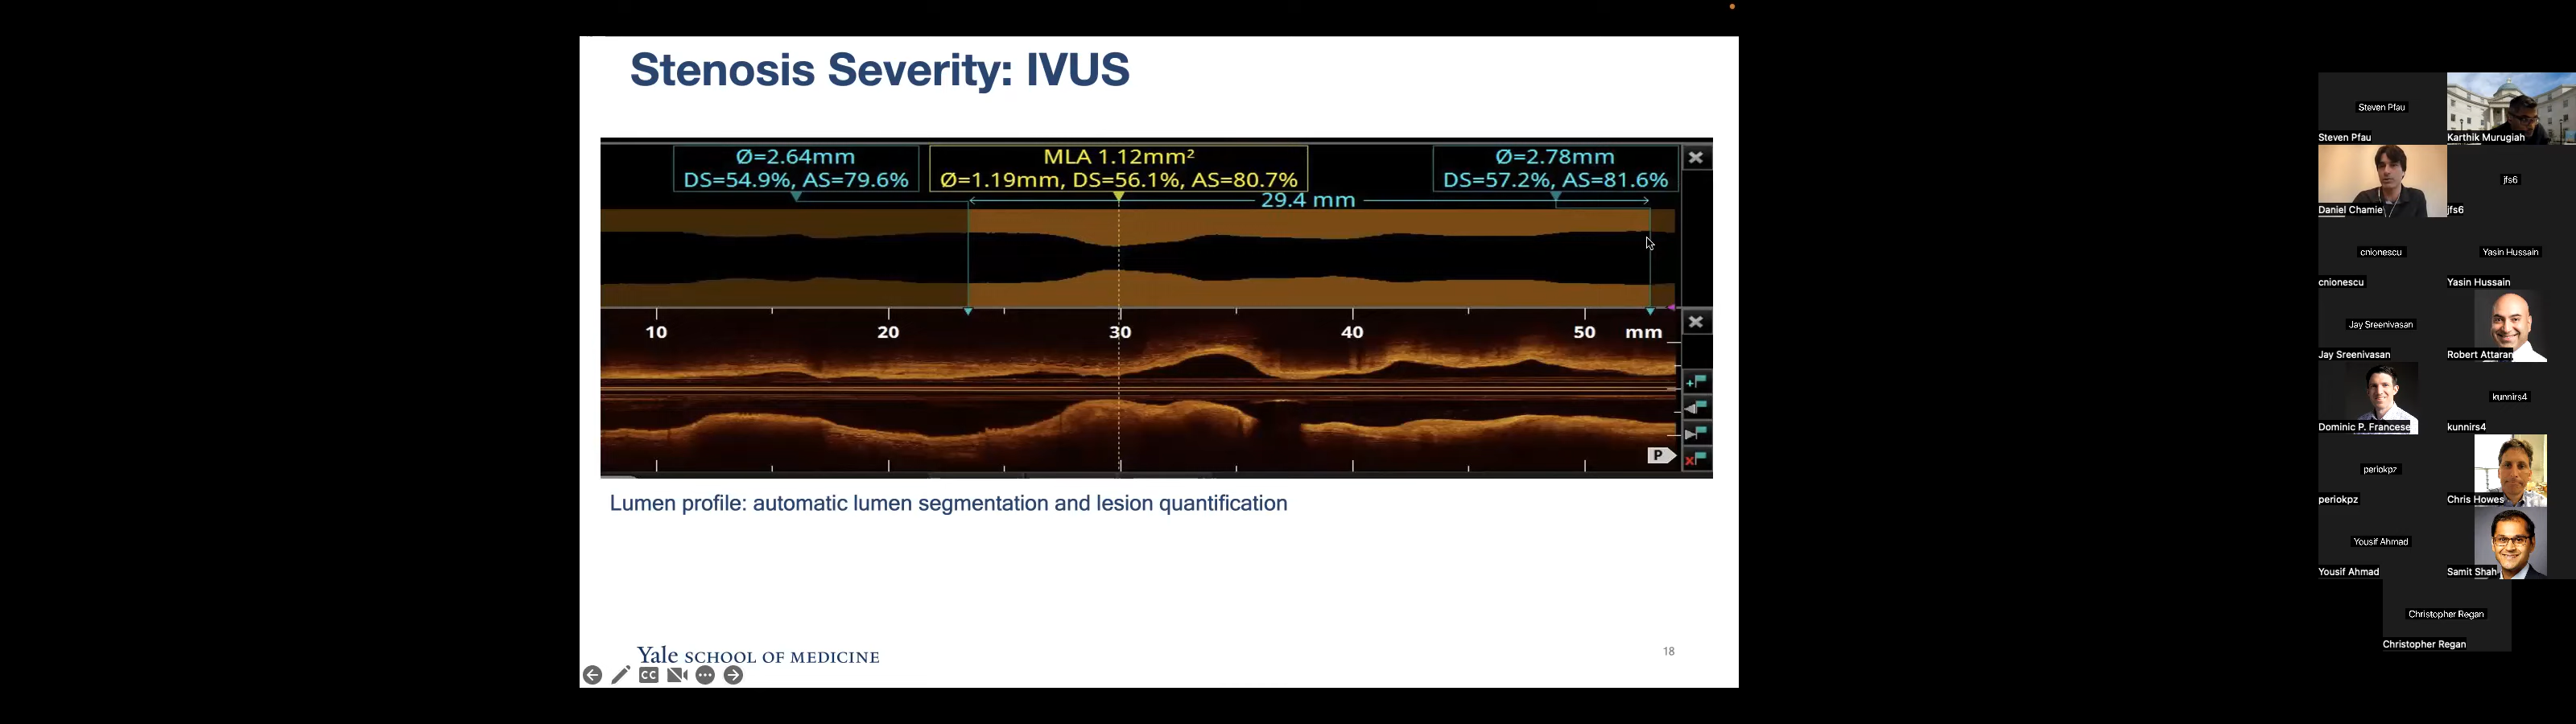 Stenosis Severity: IVUS
Ø=2.64mm
DS=54.9%, AS=79.6%
MLA 1.12mm²
Ø=1.19mm, DS=56.1%, AS=80.7%
Ø=2.78mm
DS=57.2%, AS=81.6%
29.4 mm
10 20 30 40 50 mm
P
Lumen profile: automatic lumen segmentation and lesion quantification
Yale SCHOOL OF MEDICINE
18
CC
Steven Pfau
Steven Pfau
Karthik Murugiah
Daniel Chamie
jfs6
jfs6
cnionescu
cnionescu
Yasin Hussain
Yasin Hussain
Jay Sreenivasan
Jay Sreenivasan
Robert Attaran
Dominic P. Francese
kunnirs4
kunnirs4
periokpz
periokpz
Chris Howes
Yousif Ahmad
Yousif Ahmad
Samit Shah
Christopher Regan
Christopher Regan